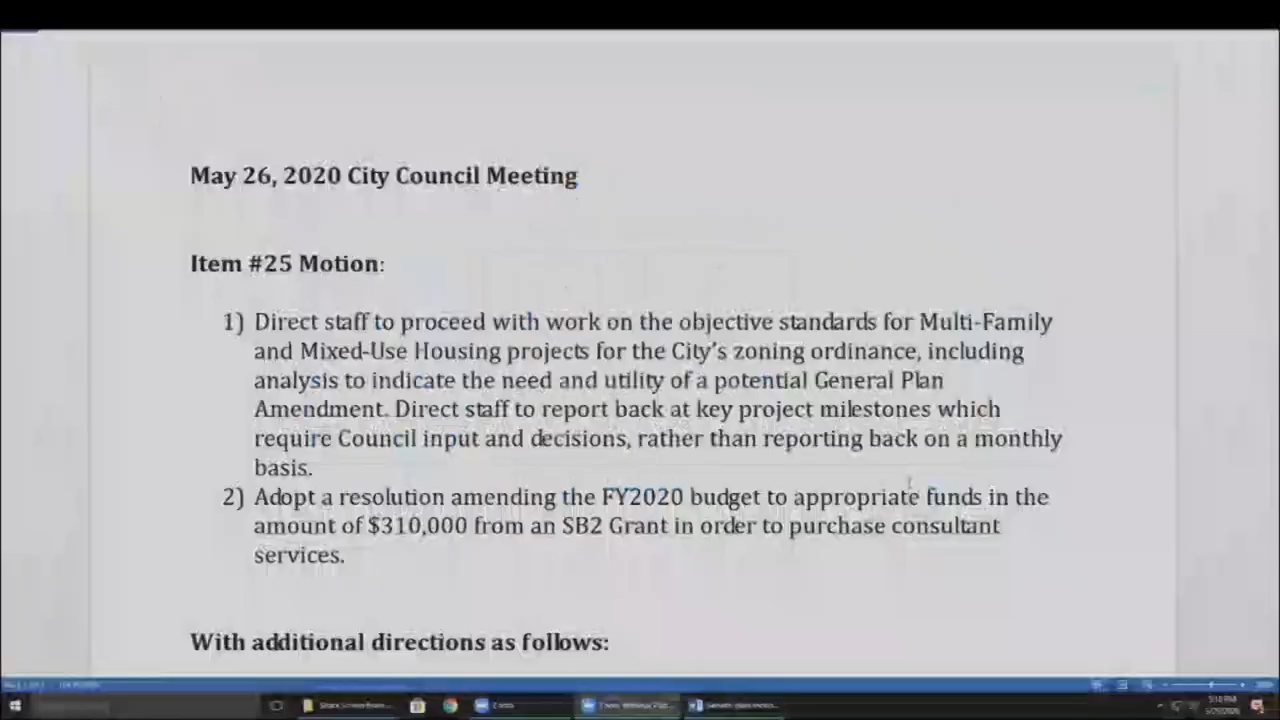 May 26, 2020 City Council Meeting
Item #25 Motion:
1) Direct staff to proceed with work on the objective standards for Multi-Family
and Mixed-Use Housing projects for the City's zoning ordinance, including
analysis to indicate the need and utility of a potential General Plan
Amendment. Direct staff to report back at key project milestones which
require Council input and decisions, rather than reporting back on a monthly
basis.
2) Adopt a resolution amending the FY2020 budget to appropriate funds in the
amount of $310,000 from an SB2 Grant in order to purchase consultant
services.
With additional directions as follows: